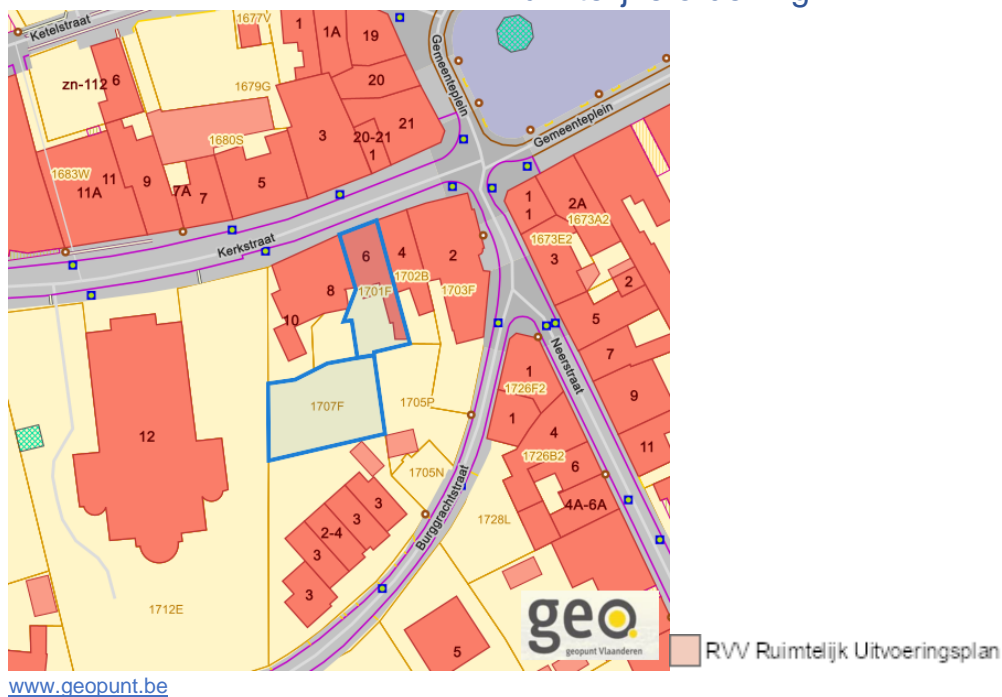 Ketelstraat
1677V
1
1A
19
Gemeenteplein
zn-112
6
1679G
20
Gemeenteplein
3
21
20-21
1
1680S
1683W
11
9
11A
7A
7
5
1
1
2A
1673A2
Kerkstraat
6
4
2
1673E2
3
1702B
1701F
1703F
2
8
10
5
Neerstraat
7
1
1726F2
1707F
1705P
9
1
12
4
11
1726B2
6
1705N
Burggrachtstraat
3
4A-6A
3
2-4
1728L
3
3
1712E
geo.
geopunt Vlaanderen
5
RVV Ruimtelijk Uitvoeringsplan
www.geopunt.be